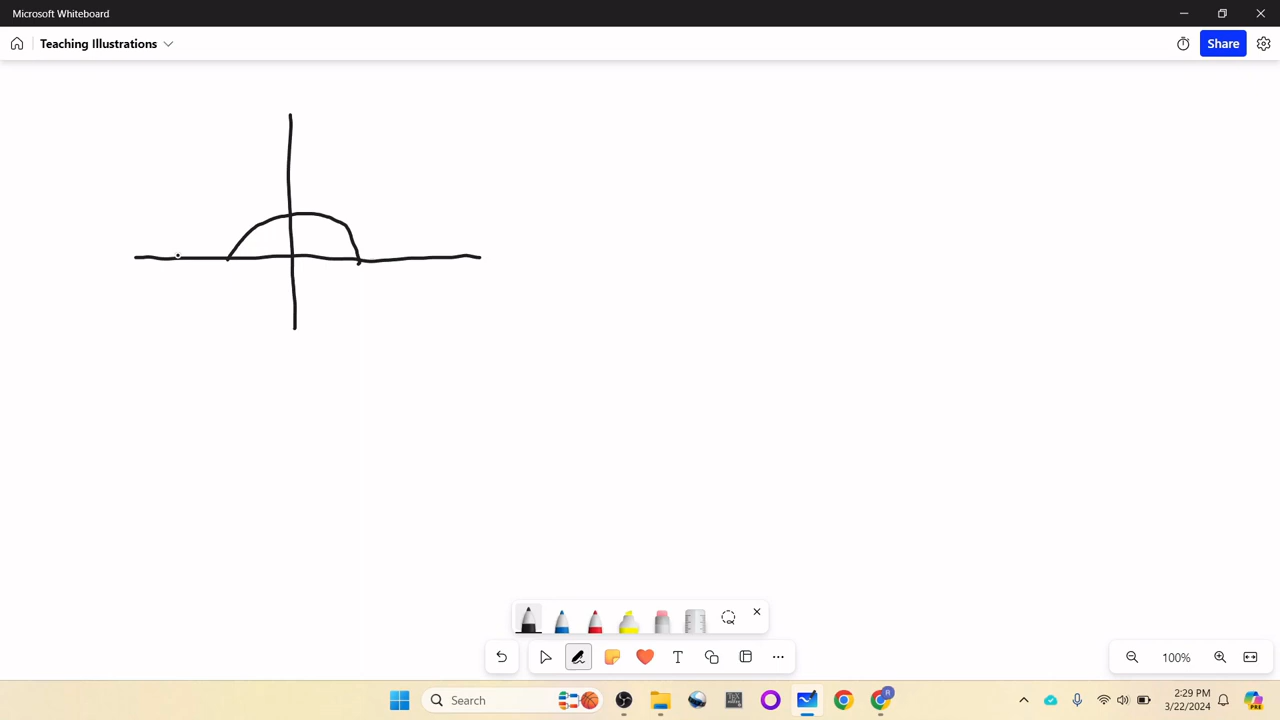 Microsoft Whiteboard
Teaching Illustrations
Share
100%
Search
2:29 PM
3/22/2024